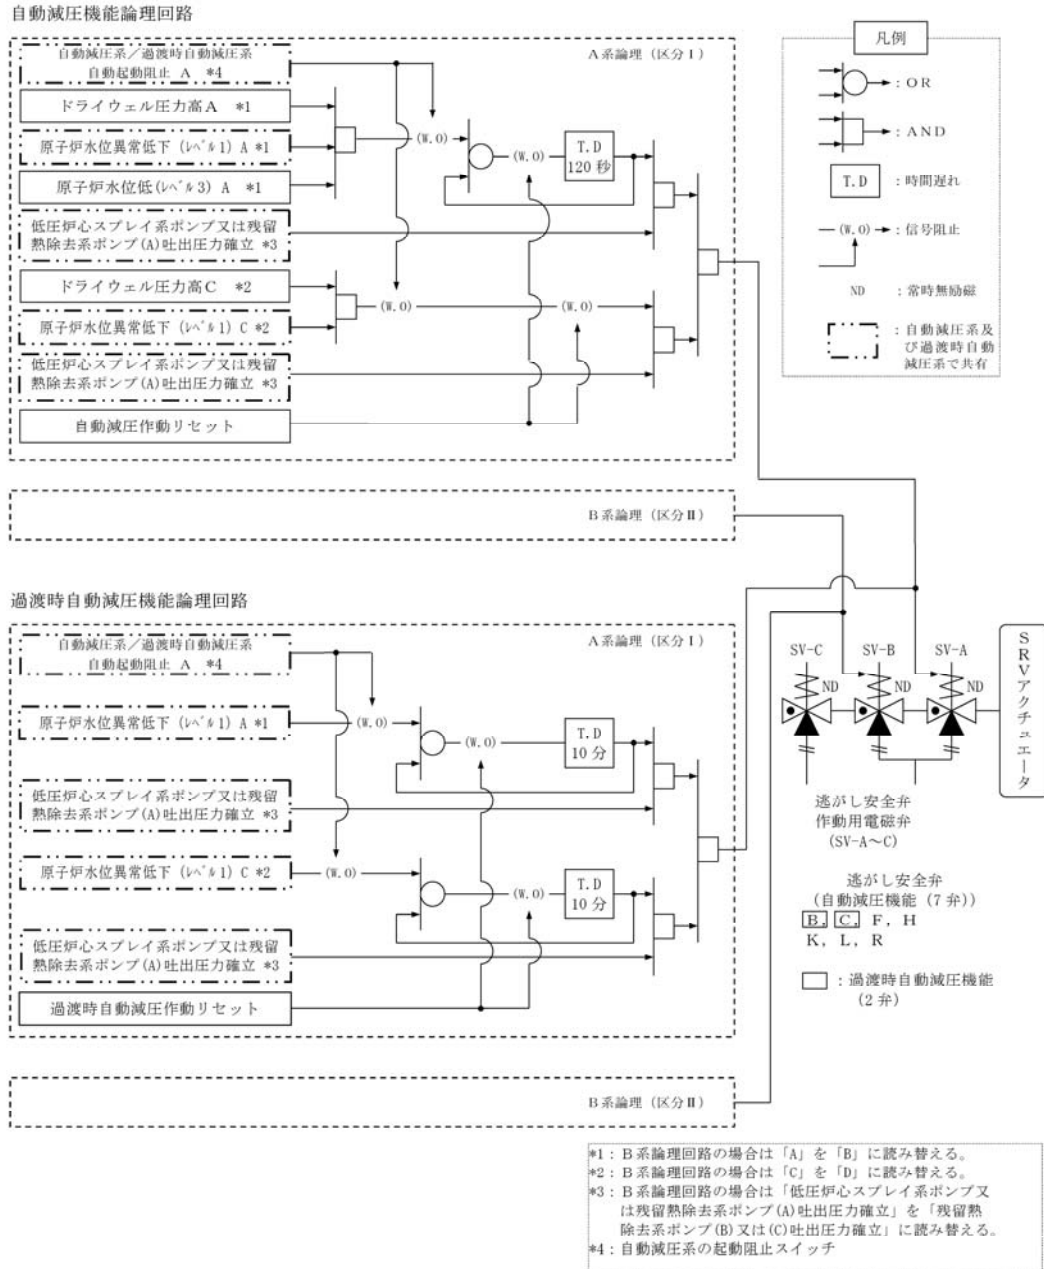 自動減圧機能論理回路
A系論理(区分Ⅰ)
自動減圧系/過渡時自動減圧系
自動起動阻止 A *4
ドライウェル圧力高A *1
原子炉水位異常低下(レベル1) A *1
原子炉水位低(レベル3) A *1
低圧炉心スプレイ系ポンプ又は残留
熱除去系ポンプ(A)吐出圧力確立 *3
ドライウェル圧力高C *2
原子炉水位異常低下(レベル1) C *2
低圧炉心スプレイ系ポンプ又は残留
熱除去系ポンプ(A)吐出圧力確立 *3
自動減圧作動リセット
(W.O)
(W.O)
T.D
120秒
(W.O)
(W.O)
凡例
:OR
:AND
T.D :時間遅れ
(W.O) :信号阻止
ND :常時無励磁
:自動減圧系及
び過渡時自動
減圧系で共有
B系論理(区分Ⅱ)
過渡時自動減圧機能論理回路
A系論理(区分Ⅰ)
自動減圧系/過渡時自動減圧系
自動起動阻止 A *4
原子炉水位異常低下(レベル1) A *1
低圧炉心スプレイ系ポンプ又は残留
熱除去系ポンプ(A)吐出圧力確立 *3
原子炉水位異常低下(レベル1) C *2
低圧炉心スプレイ系ポンプ又は残留
熱除去系ポンプ(A)吐出圧力確立 *3
過渡時自動減圧作動リセット
(W.O)
(W.O)
T.D
10分
(W.O)
(W.O)
T.D
10分
B系論理(区分Ⅱ)
SV-C
SV-B
SV-A
ND
ND
ND
SRVアクチュエータ
逃がし安全弁
作動用電磁弁
(SV-A～C)
逃がし安全弁
(自動減圧機能(7弁))
B, C, F, H
K, L, R
:過渡時自動減圧機能
(2弁)
*1:B系論理回路の場合は「A」を「B」に読み替える。
*2:B系論理回路の場合は「C」を「D」に読み替える。
*3:B系論理回路の場合は「低圧炉心スプレイ系ポンプ又
は残留熱除去系ポンプ(A)吐出圧力確立」を「残留熱
除去系ポンプ(B)又は(C)吐出圧力確立」に読み替える。
*4:自動減圧系の起動阻止スイッチ